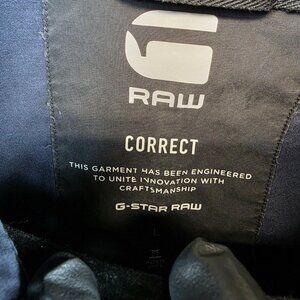 G
RAW
CORRECT
THIS GARMENT HAS BEEN ENGINEERED
TO UNITE INNOVATION WITH
CRAFTSMANSHIP
G-STAR RAW